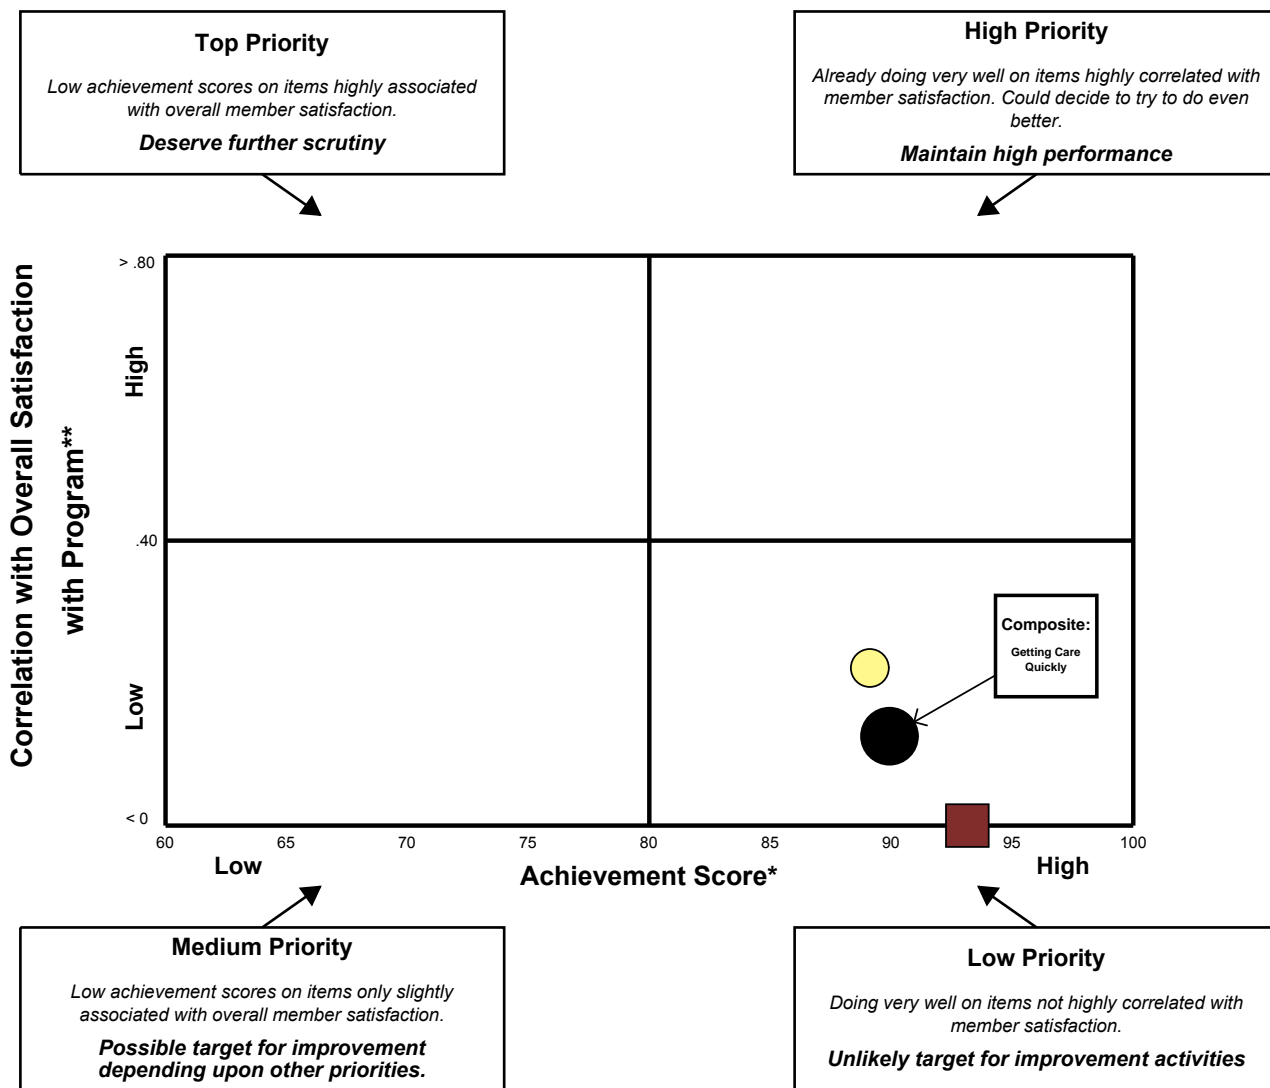 Top Priority
Low achievement scores on items highly associated
with overall member satisfaction.
Deserve further scrutiny
High Priority
Already doing very well on items highly correlated with
member satisfaction. Could decide to try to do even
better.
Maintain high performance
Correlation with Overall Satisfaction
with Program**
> .80
High
.40
Low
< 0
Composite:
Getting Care
Quickly
60
65
70
75
80
85
90
95
100
Low
Achievement Score*
High
Medium Priority
Low achievement scores on items only slightly
associated with overall member satisfaction.
Possible target for improvement
depending upon other priorities.
Low Priority
Doing very well on items not highly correlated with
member satisfaction.
Unlikely target for improvement activities